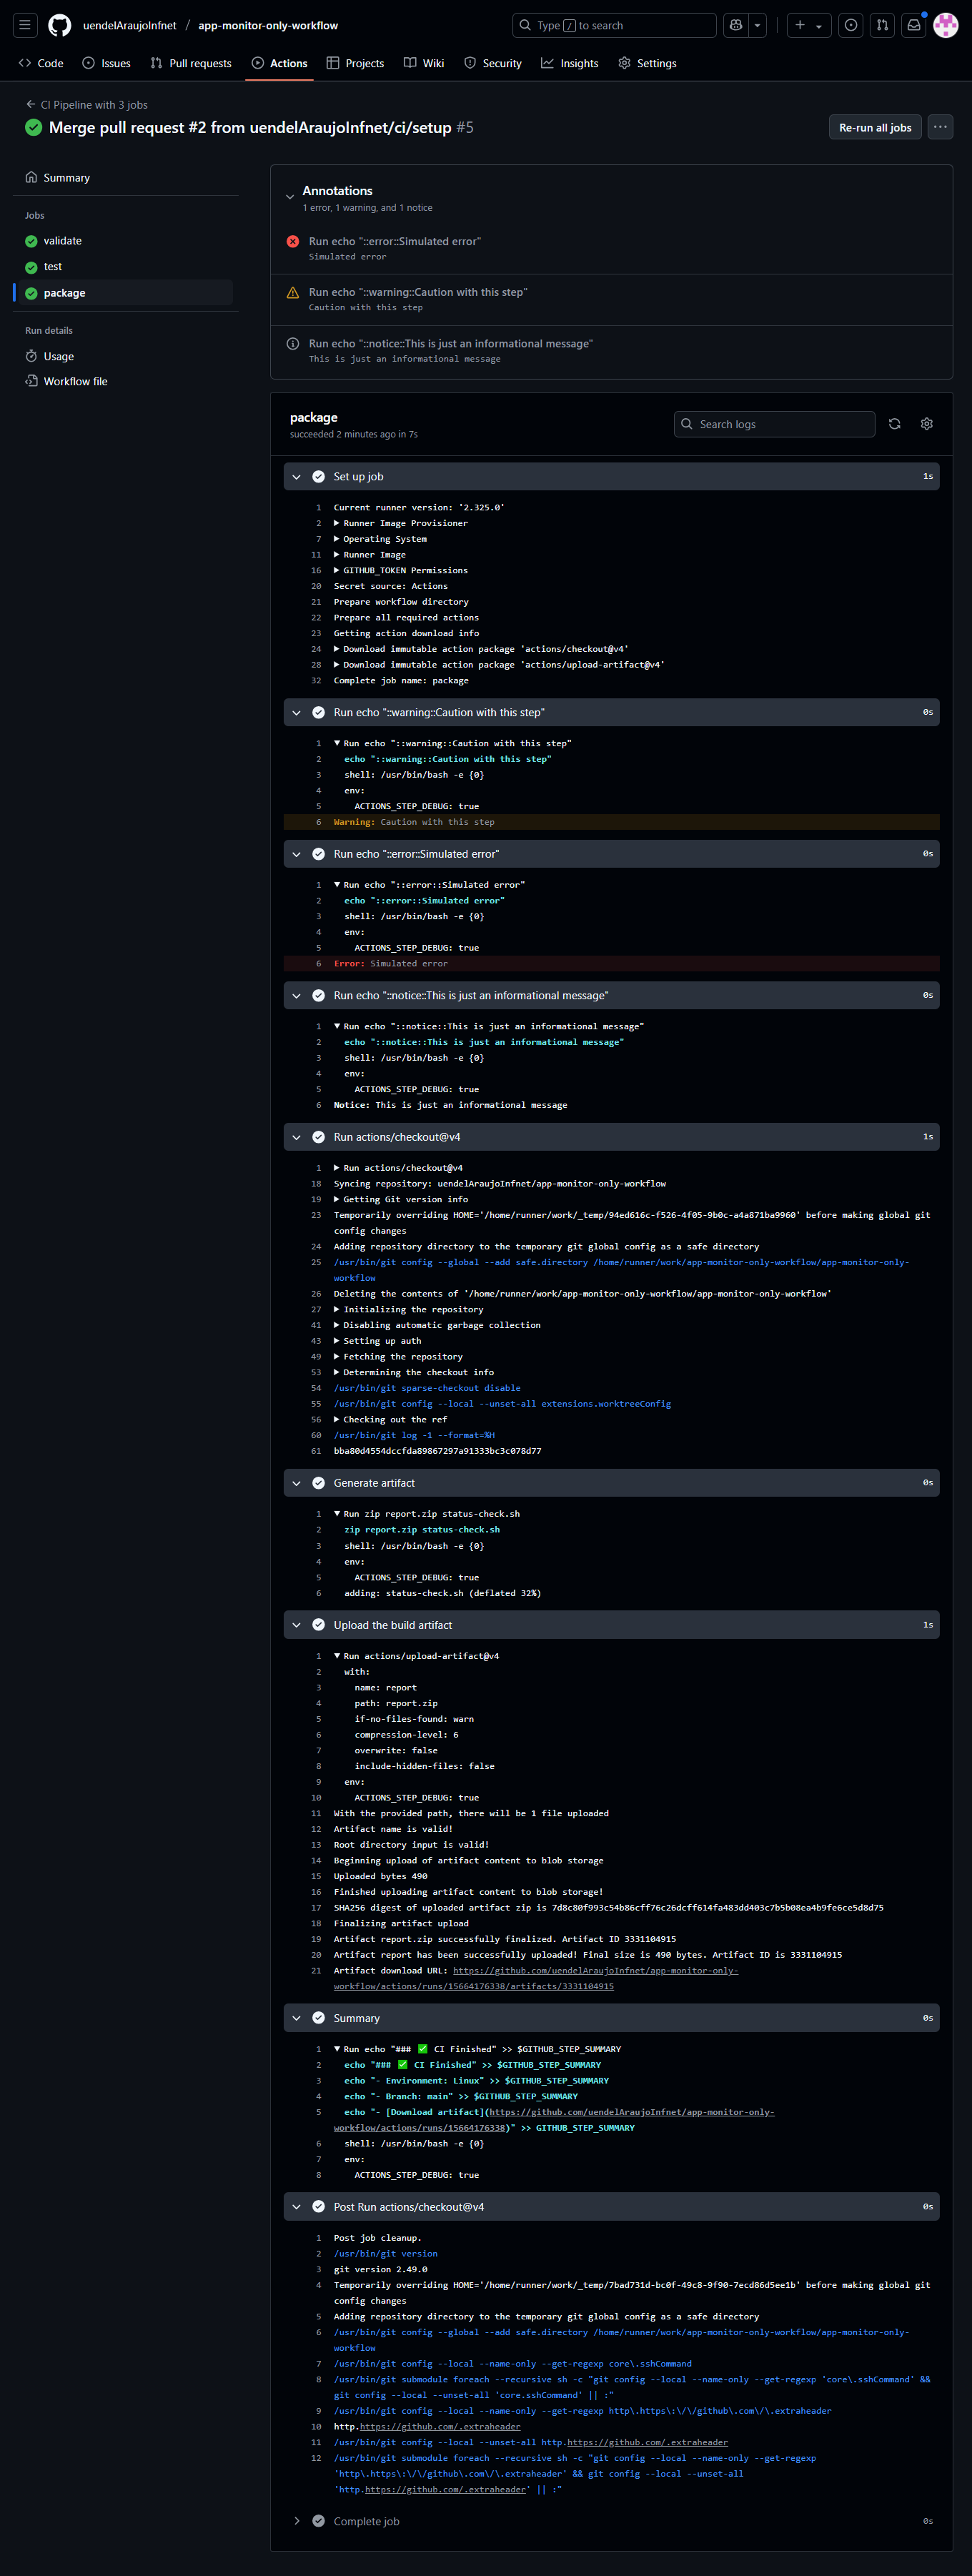 uendelAraujoInfnet / app-monitor-only-workflow
Type / to search
Code
Issues
Pull requests
Actions
Projects
Wiki
Security
Insights
Settings
CI Pipeline with 3 jobs
Merge pull request #2 from uendelAraujoInfnet/ci/setup #5
Re-run all jobs
Summary
Jobs
validate
test
package
Run details
Usage
Workflow file
Annotations
1 error, 1 warning, and 1 notice
Run echo "::error::Simulated error"
Simulated error
Run echo "::warning::Caution with this step"
Caution with this step
Run echo "::notice::This is just an informational message"
This is just an informational message
package
succeeded 2 minutes ago in 7s
Search logs
Set up job 1s
1 Current runner version: '2.325.0'
2 ▶ Runner Image Provisioner
7 ▶ Operating System
11 ▶ Runner Image
16 ▶ GITHUB_TOKEN Permissions
20 Secret source: Actions
21 Prepare workflow directory
22 Prepare all required actions
23 Getting action download info
24 ▶ Download immutable action package 'actions/checkout@v4'
28 ▶ Download immutable action package 'actions/upload-artifact@v4'
32 Complete job name: package
Run echo "::warning::Caution with this step" 0s
1 ▼ Run echo "::warning::Caution with this step"
2 echo "::warning::Caution with this step"
3 shell: /usr/bin/bash -e {0}
4 env:
5 ACTIONS_STEP_DEBUG: true
6 Warning: Caution with this step
Run echo "::error::Simulated error" 0s
1 ▼ Run echo "::error::Simulated error"
2 echo "::error::Simulated error"
3 shell: /usr/bin/bash -e {0}
4 env:
5 ACTIONS_STEP_DEBUG: true
6 Error: Simulated error
Run echo "::notice::This is just an informational message" 0s
1 ▼ Run echo "::notice::This is just an informational message"
2 echo "::notice::This is just an informational message"
3 shell: /usr/bin/bash -e {0}
4 env:
5 ACTIONS_STEP_DEBUG: true
6 Notice: This is just an informational message
Run actions/checkout@v4 1s
1 ▶ Run actions/checkout@v4
18 Syncing repository: uendelAraujoInfnet/app-monitor-only-workflow
19 ▶ Getting Git version info
23 Temporarily overriding HOME='/home/runner/work/_temp/94ed616c-f526-4f05-9b0c-a4a871ba9960' before making global git
config changes
24 Adding repository directory to the temporary git global config as a safe directory
25 /usr/bin/git config --global --add safe.directory /home/runner/work/app-monitor-only-workflow/app-monitor-only-
workflow
26 Deleting the contents of '/home/runner/work/app-monitor-only-workflow/app-monitor-only-workflow'
27 ▶ Initializing the repository
41 ▶ Disabling automatic garbage collection
43 ▶ Setting up auth
49 ▶ Fetching the repository
53 ▶ Determining the checkout info
54 /usr/bin/git sparse-checkout disable
55 /usr/bin/git config --local --unset-all extensions.worktreeConfig
56 ▶ Checking out the ref
60 /usr/bin/git log -1 --format=%H
61 bba80d4554dccfda89867297a91333bc3c078d77
Generate artifact 0s
1 ▼ Run zip report.zip status-check.sh
2 zip report.zip status-check.sh
3 shell: /usr/bin/bash -e {0}
4 env:
5 ACTIONS_STEP_DEBUG: true
6 adding: status-check.sh (deflated 32%)
Upload the build artifact 1s
1 ▼ Run actions/upload-artifact@v4
2 with:
3 name: report
4 path: report.zip
5 if-no-files-found: warn
6 compression-level: 6
7 overwrite: false
8 include-hidden-files: false
9 env:
10 ACTIONS_STEP_DEBUG: true
11 With the provided path, there will be 1 file uploaded
12 Artifact name is valid!
13 Root directory input is valid!
14 Beginning upload of artifact content to blob storage
15 Uploaded bytes 490
16 Finished uploading artifact content to blob storage!
17 SHA256 digest of uploaded artifact zip is 7d8c80f993c54b86cff76c26dcff614fa483dd403c7b5b08ea4b9fe6ce5d8d75
18 Finalizing artifact upload
19 Artifact report.zip successfully finalized. Artifact ID 3331104915
20 Artifact report has been successfully uploaded! Final size is 490 bytes. Artifact ID is 3331104915
21 Artifact download URL: https://github.com/uendelAraujoInfnet/app-monitor-only-
workflow/actions/runs/15664176338/artifacts/3331104915
Summary 0s
1 ▼ Run echo "### ✅ CI Finished" >> $GITHUB_STEP_SUMMARY
2 echo "### ✅ CI Finished" >> $GITHUB_STEP_SUMMARY
3 echo "- Environment: Linux" >> $GITHUB_STEP_SUMMARY
4 echo "- Branch: main" >> $GITHUB_STEP_SUMMARY
5 echo "- [Download artifact](https://github.com/uendelAraujoInfnet/app-monitor-only-
workflow/actions/runs/15664176338)" >> GITHUB_STEP_SUMMARY
6 shell: /usr/bin/bash -e {0}
7 env:
8 ACTIONS_STEP_DEBUG: true
Post Run actions/checkout@v4 0s
1 Post job cleanup.
2 /usr/bin/git version
3 git version 2.49.0
4 Temporarily overriding HOME='/home/runner/work/_temp/7bad731d-bc0f-49c8-9f90-7ecd86d5ee1b' before making global git
config changes
5 Adding repository directory to the temporary git global config as a safe directory
6 /usr/bin/git config --global --add safe.directory /home/runner/work/app-monitor-only-workflow/app-monitor-only-
workflow
7 /usr/bin/git config --local --name-only --get-regexp core\.sshCommand
8 /usr/bin/git submodule foreach --recursive sh -c "git config --local --name-only --get-regexp 'core\.sshCommand' &&
git config --local --unset-all 'core.sshCommand' || :"
9 /usr/bin/git config --local --name-only --get-regexp http\.https\:\/\/github\.com\/\.extraheader
10 http.https://github.com/.extraheader
11 /usr/bin/git config --local --unset-all http.https://github.com/.extraheader
12 /usr/bin/git submodule foreach --recursive sh -c "git config --local --name-only --get-regexp
'http\.https\:\/\/github\.com\/\.extraheader' && git config --local --unset-all
'http.https://github.com/.extraheader' || :"
Complete job 0s